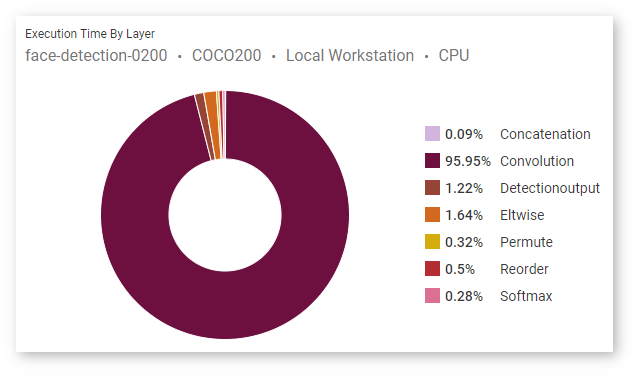 Execution Time By Layer
face-detection-0200 • COCO200 • Local Workstation • CPU
0.09% Concatenation
95.95% Convolution
1.22% Detectionoutput
1.64% Eltwise
0.32% Permute
0.5% Reorder
0.28% Softmax